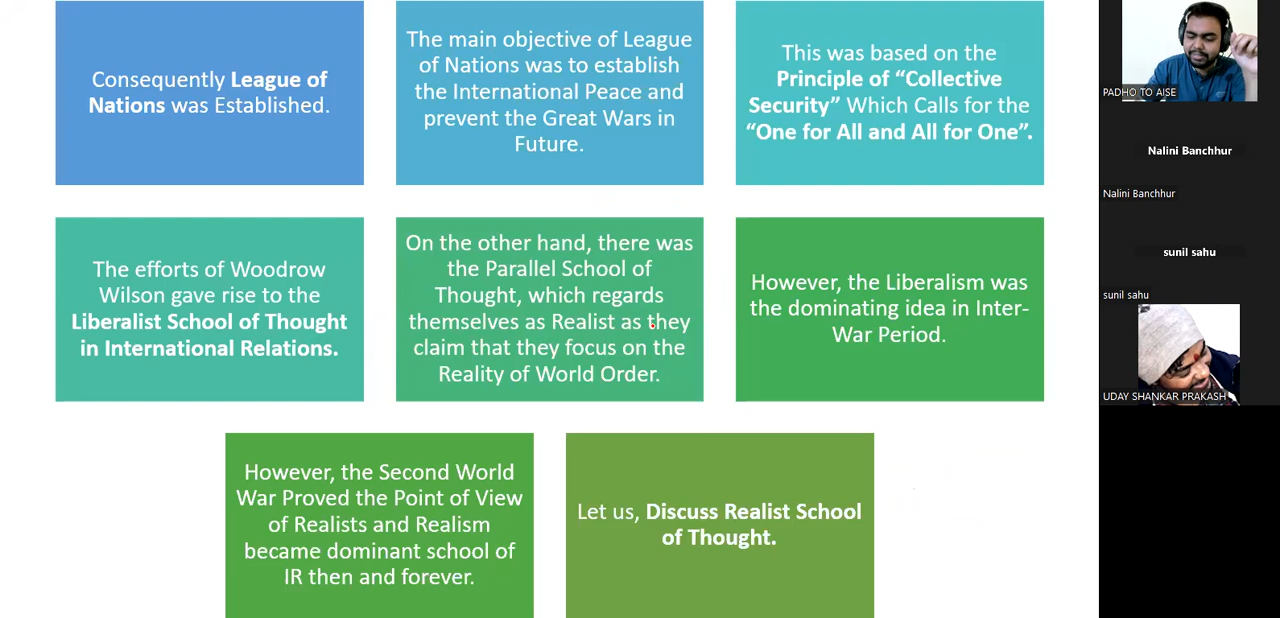 Consequently League of
Nations was Established.
The main objective of League
of Nations was to establish
the International Peace and
prevent the Great Wars in
Future.
This was based on the
Principle of “Collective
Security” Which Calls for the
“One for All and All for One”.
The efforts of Woodrow
Wilson gave rise to the
Liberalist School of Thought
in International Relations.
On the other hand, there was
the Parallel School of
Thought, which regards
themselves as Realist as they
claim that they focus on the
Reality of World Order.
However, the Liberalism was
the dominating idea in Inter-
War Period.
However, the Second World
War Proved the Point of View
of Realists and Realism
became dominant school of
IR then and forever.
Let us, Discuss Realist School
of Thought.
PADHO TO AISE
Nalini Banchhur
Nalini Banchhur
sunil sahu
sunil sahu
UDAY SHANKAR PRAKASH